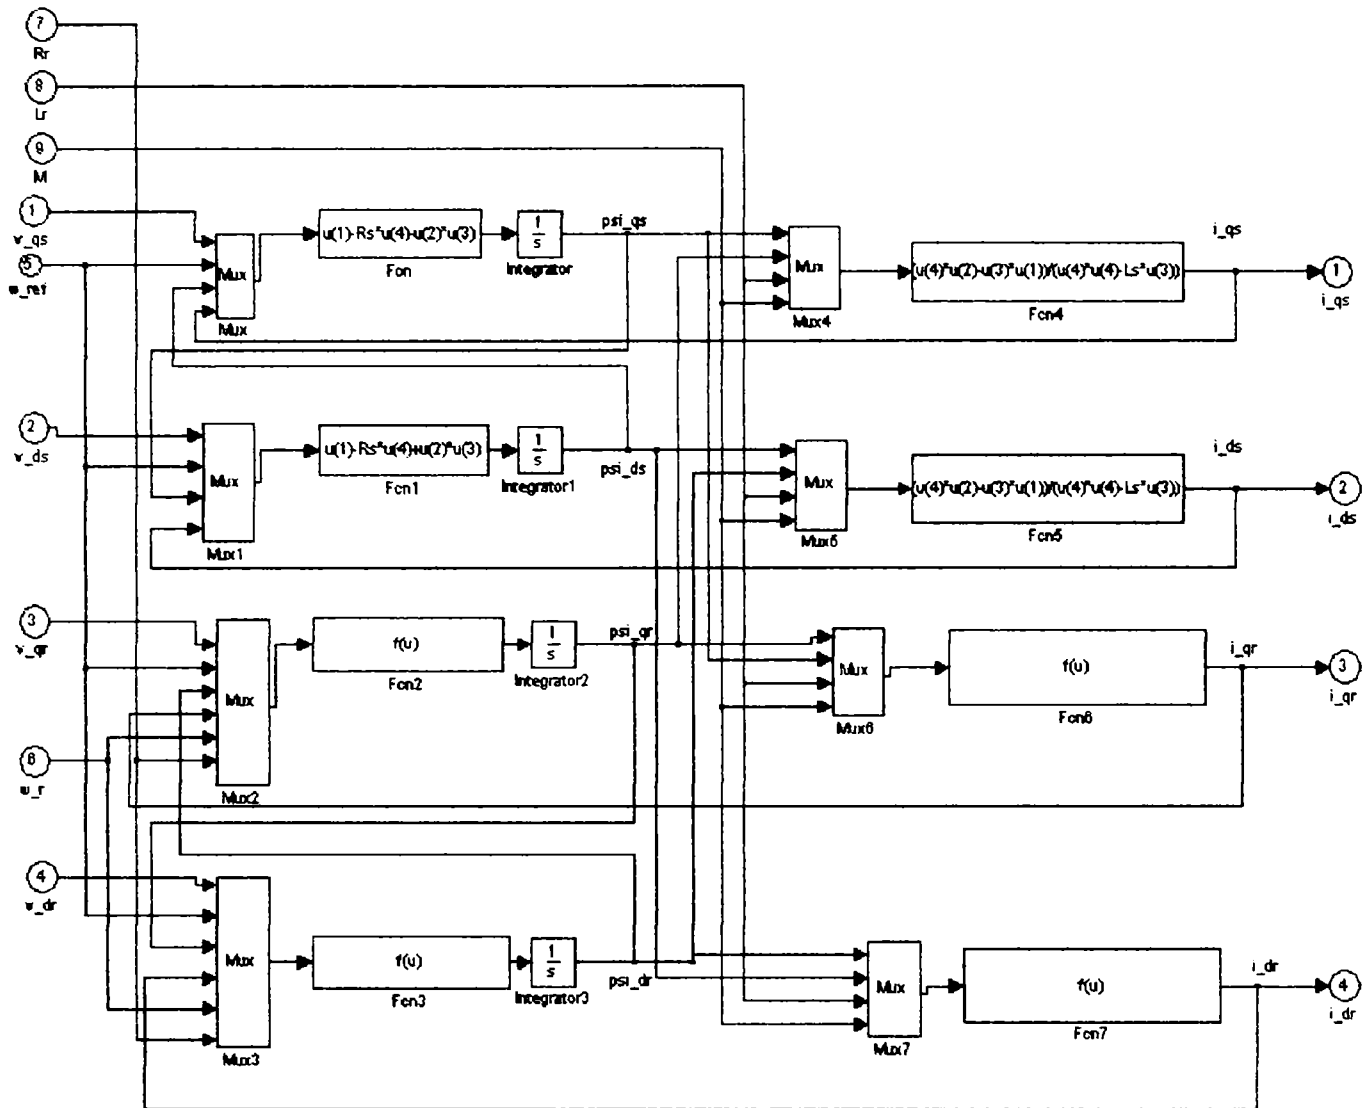 7
Rr
8
Lr
9
M
1
v_qs
5
w_ref
Mux
Mux
u(1)-Rs*u(4)-u(2)*u(3)
Fcn
1
s
Integrator
psi_qs
Mux
Mux4
u(4)*u(2)-u(3)*u(1))/(u(4)*u(4)-Ls*u(3))
Fcn4
i_qs
1
i_qs
2
v_ds
Mux
Mux1
u(1)-Rs*u(4)+u(2)*u(3)
Fcn1
1
s
Integrator1
psi_ds
Mux
Mux5
u(4)*u(2)-u(3)*u(1))/(u(4)*u(4)-Ls*u(3))
Fcn5
i_ds
2
i_ds
3
v_qr
6
w_r
Mux
Mux2
f(u)
Fcn2
1
s
Integrator2
psi_qr
Mux
Mux6
f(u)
Fcn6
i_qr
3
i_qr
4
v_dr
Mux
Mux3
f(u)
Fcn3
1
s
Integrator3
psi_dr
Mux
Mux7
f(u)
Fcn7
i_dr
4
i_dr